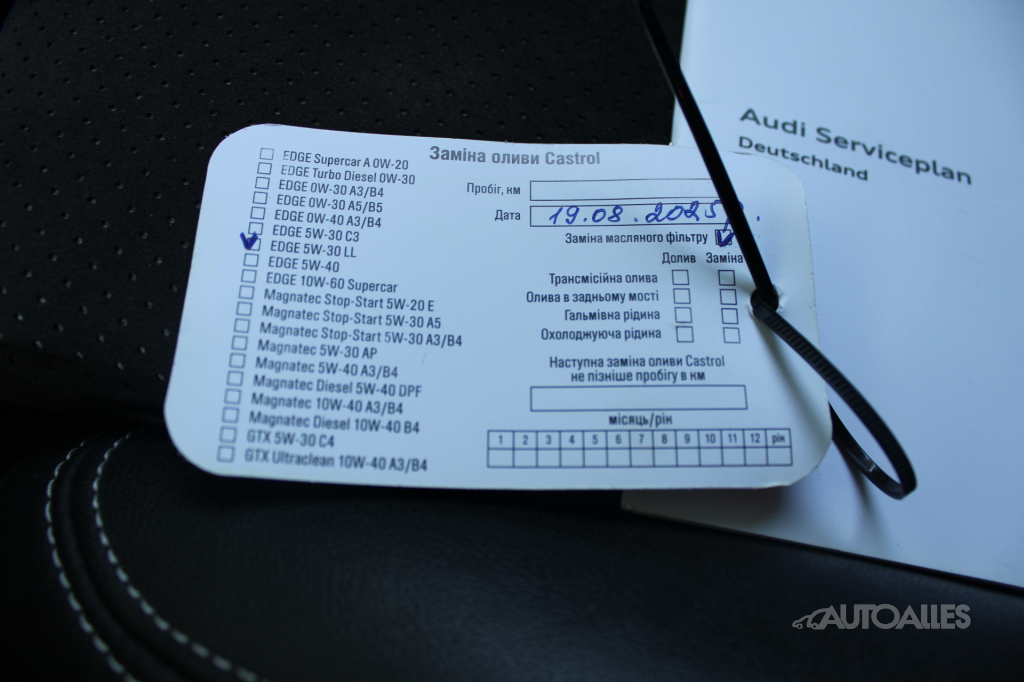 Заміна оливи Castrol
EDGE Supercar A 0W-20
EDGE Turbo Diesel 0W-30
EDGE 0W-30 A3/B4
EDGE 0W-30 A5/B5
EDGE 0W-40 A3/B4
EDGE 5W-30 C3
EDGE 5W-30 LL
EDGE 5W-40
EDGE 10W-60 Supercar
Magnatec Stop-Start 5W-20 E
Magnatec Stop-Start 5W-30 A5
Magnatec Stop-Start 5W-30 A3/B4
Magnatec 5W-30 AP
Magnatec 5W-40 A3/B4
Magnatec Diesel 5W-40 DPF
Magnatec 10W-40 A3/B4
Magnatec Diesel 10W-40 B4
GTX 5W-30 C4
GTX Ultraclean 10W-40 A3/B4
Пробіг, км
Дата 19.08.2025р.
Заміна масляного фільтру
Долив Заміна
Трансмісійна олива
Олива в задньому мості
Гальмівна рідина
Охолоджуюча рідина
Наступна заміна оливи Castrol
не пізніше пробігу в км
місяць/рік
1 2 3 4 5 6 7 8 9 10 11 12 рік
Audi Serviceplan
Deutschland
AUTOALLES